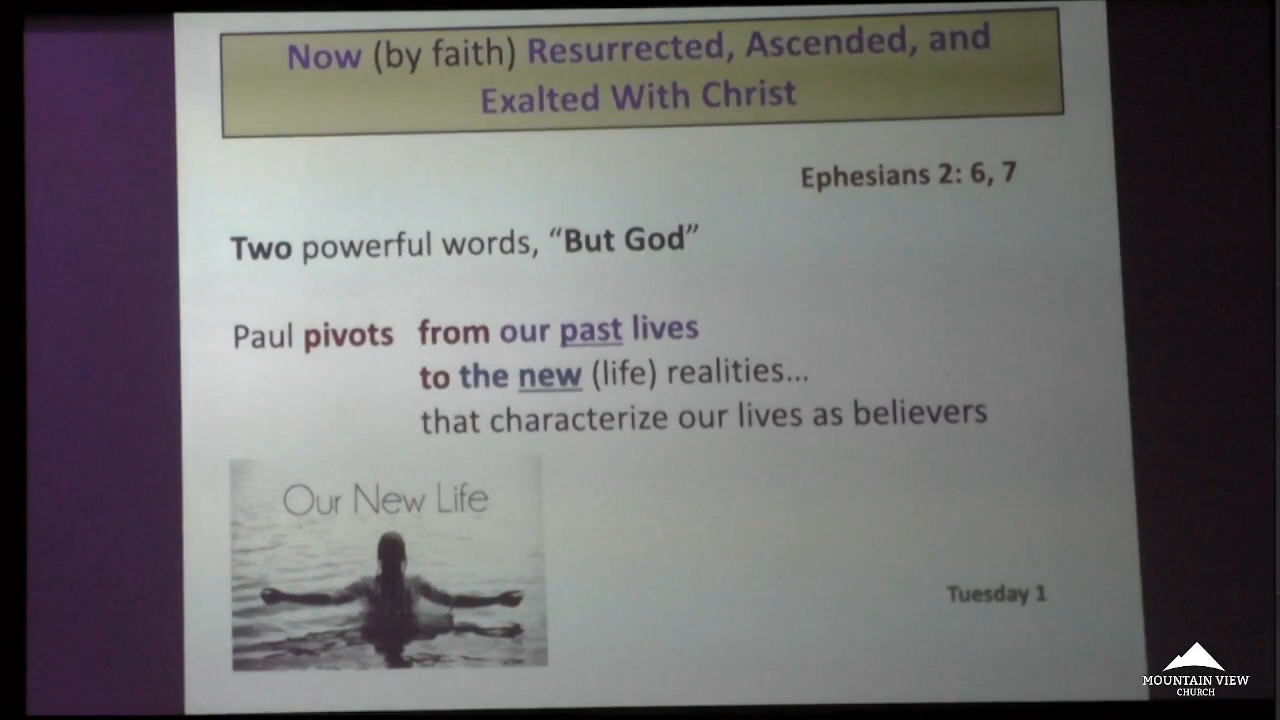 Now (by faith) Resurrected, Ascended, and
Exalted With Christ
Ephesians 2: 6, 7
Two powerful words, “But God”
Paul pivots from our past lives
to the new (life) realities...
that characterize our lives as believers
Our New Life
Tuesday 1
MOUNTAIN VIEW
CHURCH